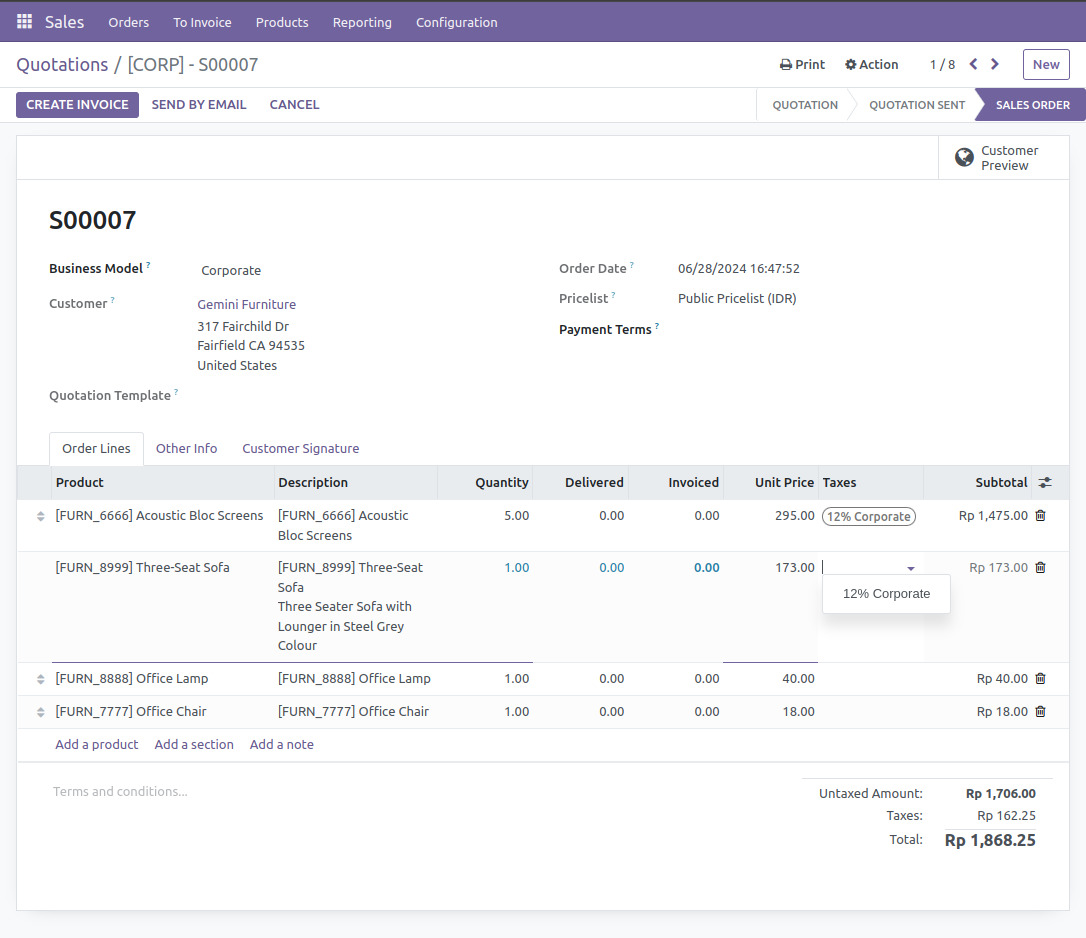 Sales Orders To Invoice Products Reporting Configuration
Quotations / [CORP] - S00007 Print Action 1 / 8 New
CREATE INVOICE SEND BY EMAIL CANCEL QUOTATION QUOTATION SENT SALES ORDER
Customer
Preview
S00007
Business Model ? Corporate Order Date ? 06/28/2024 16:47:52
Customer ? Gemini Furniture Pricelist ? Public Pricelist (IDR)
317 Fairchild Dr
Fairfield CA 94535 Payment Terms ?
United States
Quotation Template ?
Order Lines Other Info Customer Signature
Product Description Quantity Delivered Invoiced Unit Price Taxes Subtotal
[FURN_6666] Acoustic Bloc Screens [FURN_6666] Acoustic 5.00 0.00 0.00 295.00 12% Corporate Rp 1,475.00
Bloc Screens
[FURN_8999] Three-Seat Sofa [FURN_8999] Three-Seat 1.00 0.00 0.00 173.00 Rp 173.00
Sofa
12% Corporate
Three Seater Sofa with
Lounger in Steel Grey
Colour
[FURN_8888] Office Lamp [FURN_8888] Office Lamp 1.00 0.00 0.00 40.00 Rp 40.00
[FURN_7777] Office Chair [FURN_7777] Office Chair 1.00 0.00 0.00 18.00 Rp 18.00
Add a product Add a section Add a note
Terms and conditions... Untaxed Amount: Rp 1,706.00
Taxes: Rp 162.25
Total: Rp 1,868.25